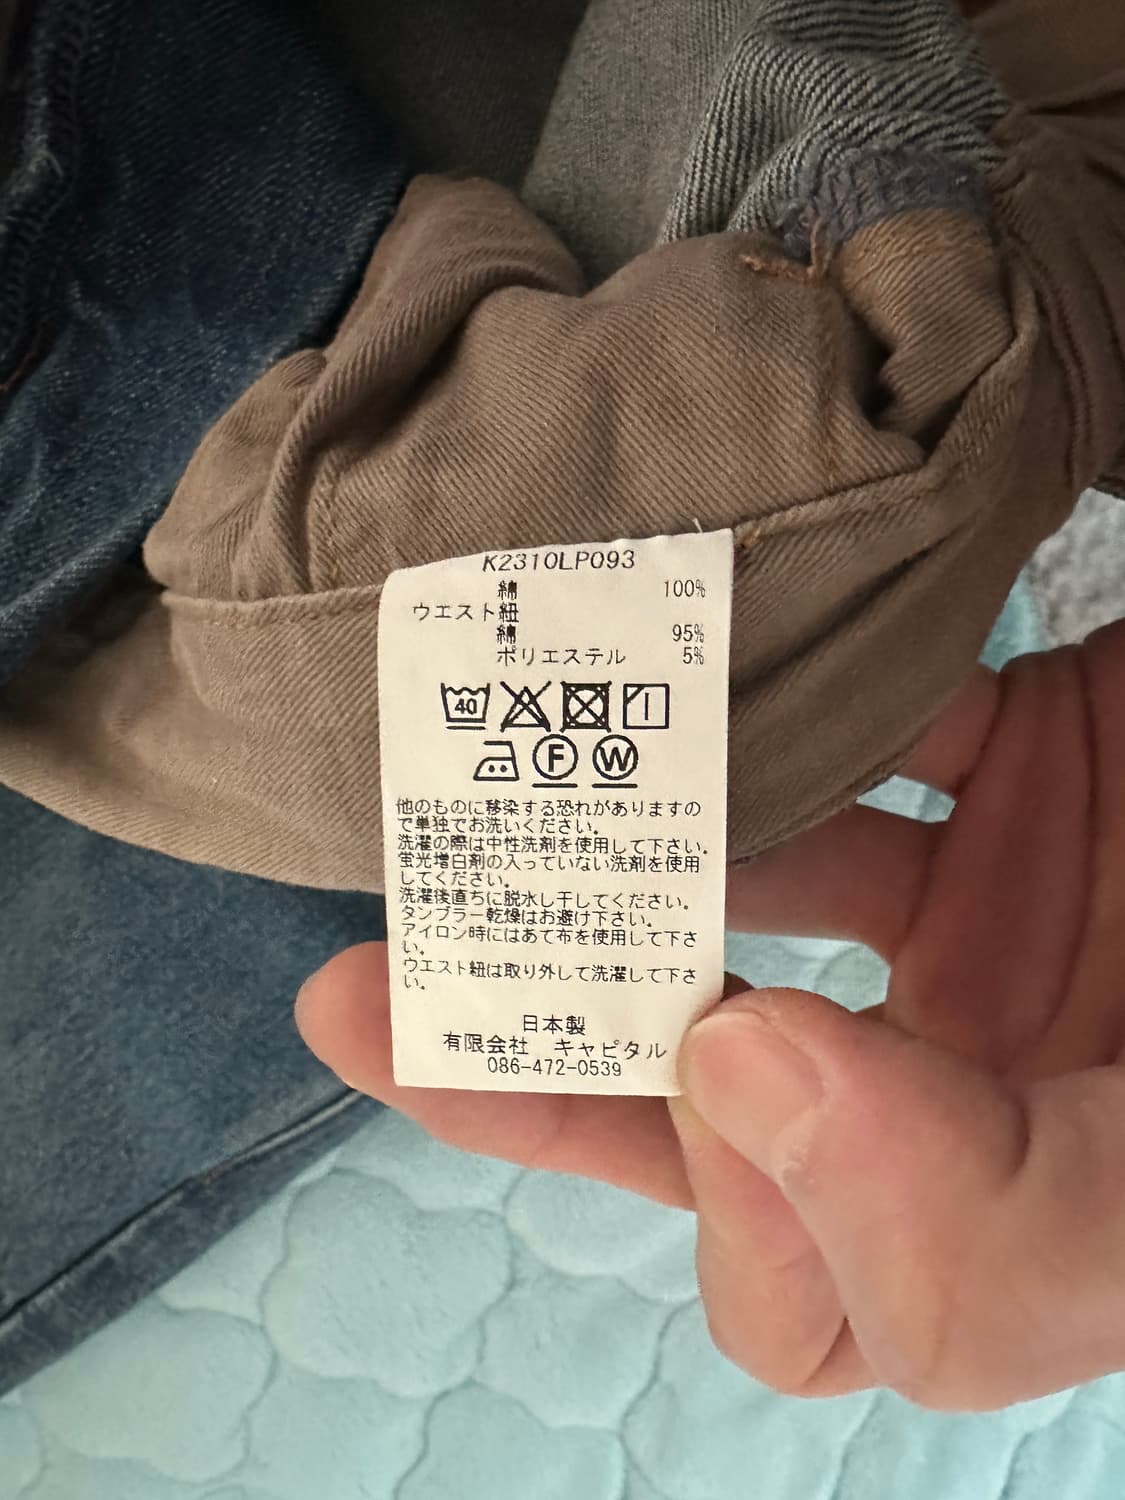 K2310LP093
綿 100%
ウエスト紐
綿 95%
ポリエステル 5%
40
F W
他のものに移染する恐れがありますの
で単独でお洗いください。
洗濯の際は中性洗剤を使用して下さい。
蛍光増白剤の入っていない洗剤を使用
してください。
洗濯後直ちに脱水し干してください。
タンブラー乾燥はお避け下さい。
アイロン時にはあて布を使用して下さ
い。
ウエスト紐は取り外して洗濯して下さ
い。
日本製
有限会社 キャピタル
086-472-0539